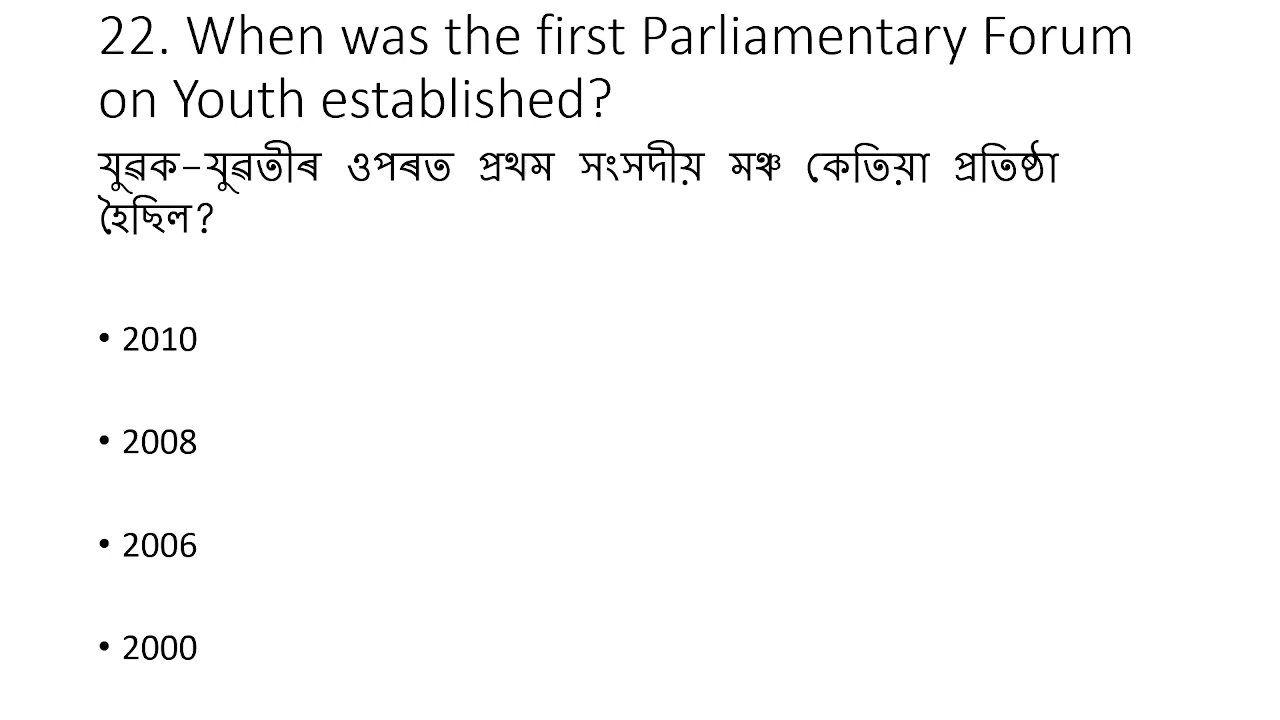 22. When was the first Parliamentary Forum
on Youth established?
যুৱক-যুৱতীৰ ওপৰত প্ৰথম সংসদীয় মঞ্চ কেতিয়া প্ৰতিষ্ঠা
হৈছিল?
• 2010
• 2008
• 2006
• 2000